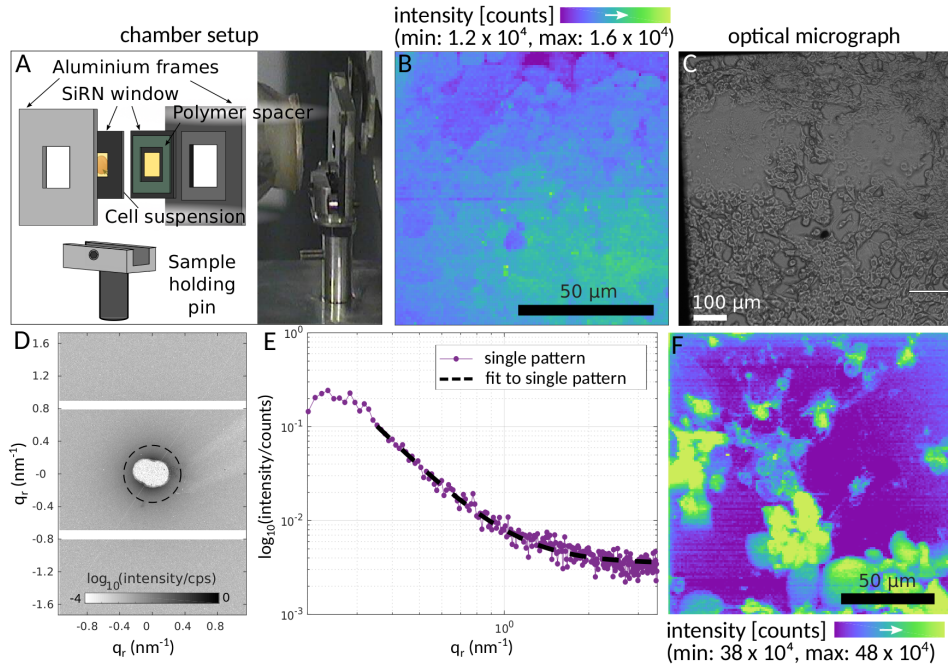 chamber setup
intensity [counts]
(min: 1.2 x 10⁴, max: 1.6 x 10⁴)
optical micrograph
A
Aluminium frames
SiRN window
Polymer spacer
Cell suspension
Sample
holding
pin
B
50 µm
C
100 µm
D
1.6
1.2
0.8
0.4
-0
-0.4
-0.8
-1.2
-1.6
qᵣ (nm⁻¹)
log₁₀(intensity/cps)
-4
0
-0.8
-0.4
0
0.4
0.8
qᵣ (nm⁻¹)
E
single pattern
fit to single pattern
10⁰
10⁻¹
10⁻²
10⁻³
log₁₀(intensity/counts)
10⁰
qᵣ (nm⁻¹)
F
50 µm
intensity [counts]
(min: 38 x 10⁴, max: 48 x 10⁴)